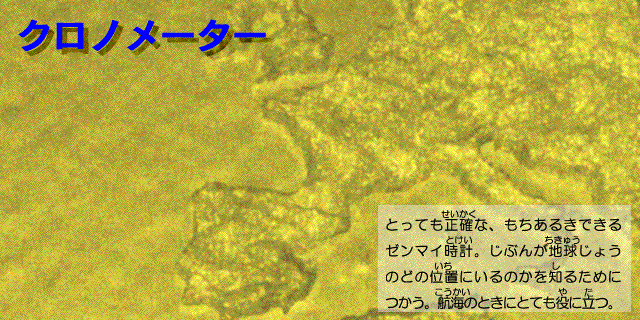 クロノメーター
とっても正確な、もちあるきできる
ゼンマイ時計。じぶんが地球じょう
のどの位置にいるのかを知るために
つかう。航海のときにとても役に立つ。
せいかく
とけい
ちきゅう
いち
し
こうかい
や
た